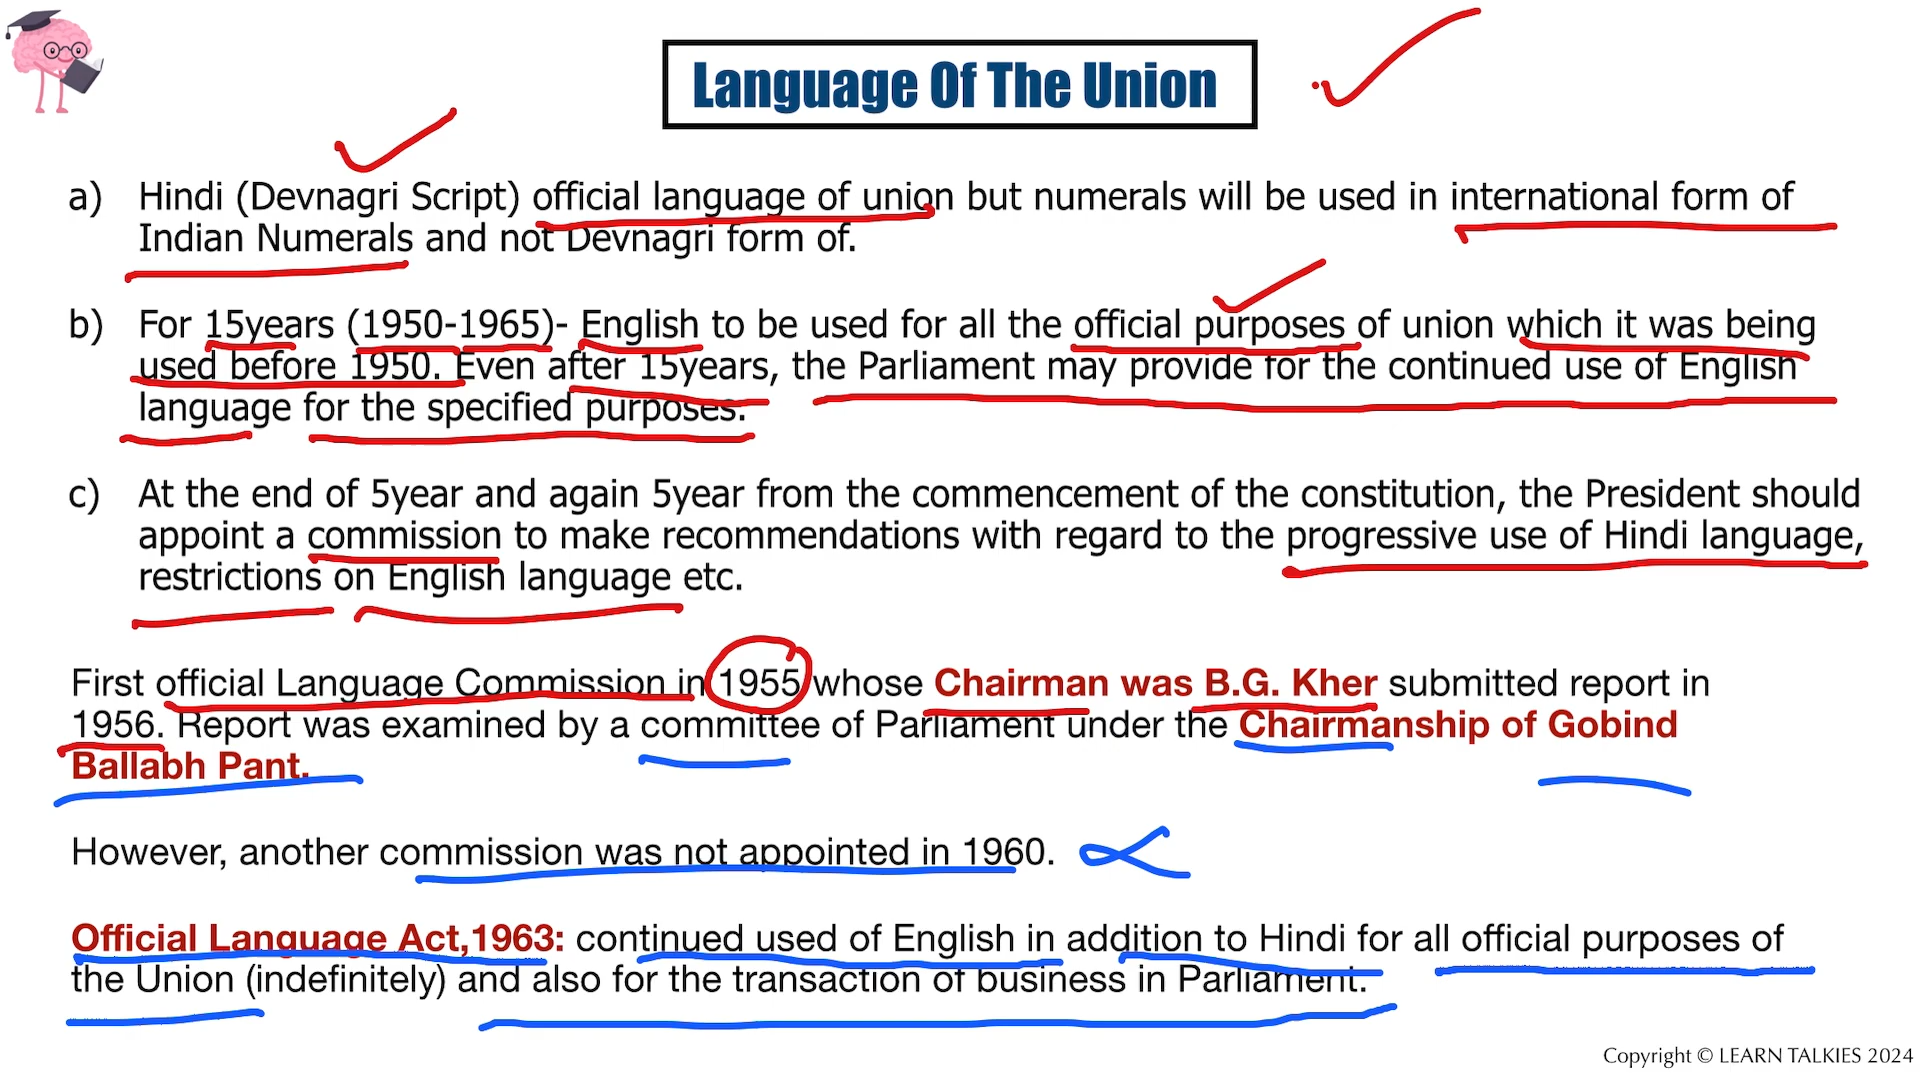 Language Of The Union
a) Hindi (Devnagri Script) official language of union but numerals will be used in international form of
Indian Numerals and not Devnagri form of.
b) For 15years (1950-1965)- English to be used for all the official purposes of union which it was being
used before 1950. Even after 15years, the Parliament may provide for the continued use of English
language for the specified purposes.
c) At the end of 5year and again 5year from the commencement of the constitution, the President should
appoint a commission to make recommendations with regard to the progressive use of Hindi language,
restrictions on English language etc.
First official Language Commission in 1955 whose Chairman was B.G. Kher submitted report in
1956. Report was examined by a committee of Parliament under the Chairmanship of Gobind
Ballabh Pant.
However, another commission was not appointed in 1960.
Official Language Act,1963: continued used of English in addition to Hindi for all official purposes of
the Union (indefinitely) and also for the transaction of business in Parliament.
Copyright © LEARN TALKIES 2024